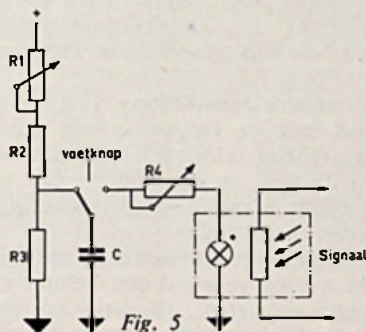 +
R1
R2
voetknop
R4
R3
C
Signaal
Fig. 5